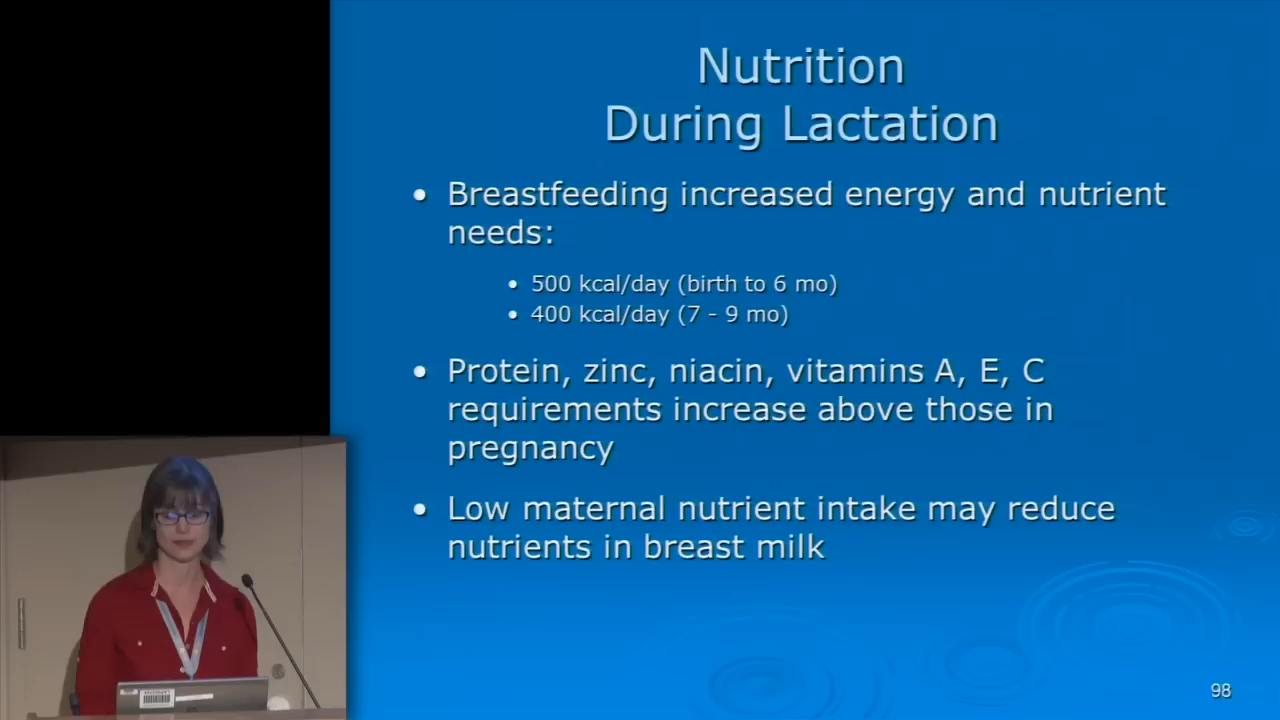 Nutrition
During Lactation
• Breastfeeding increased energy and nutrient
needs:
• 500 kcal/day (birth to 6 mo)
• 400 kcal/day (7 - 9 mo)
• Protein, zinc, niacin, vitamins A, E, C
requirements increase above those in
pregnancy
• Low maternal nutrient intake may reduce
nutrients in breast milk
98